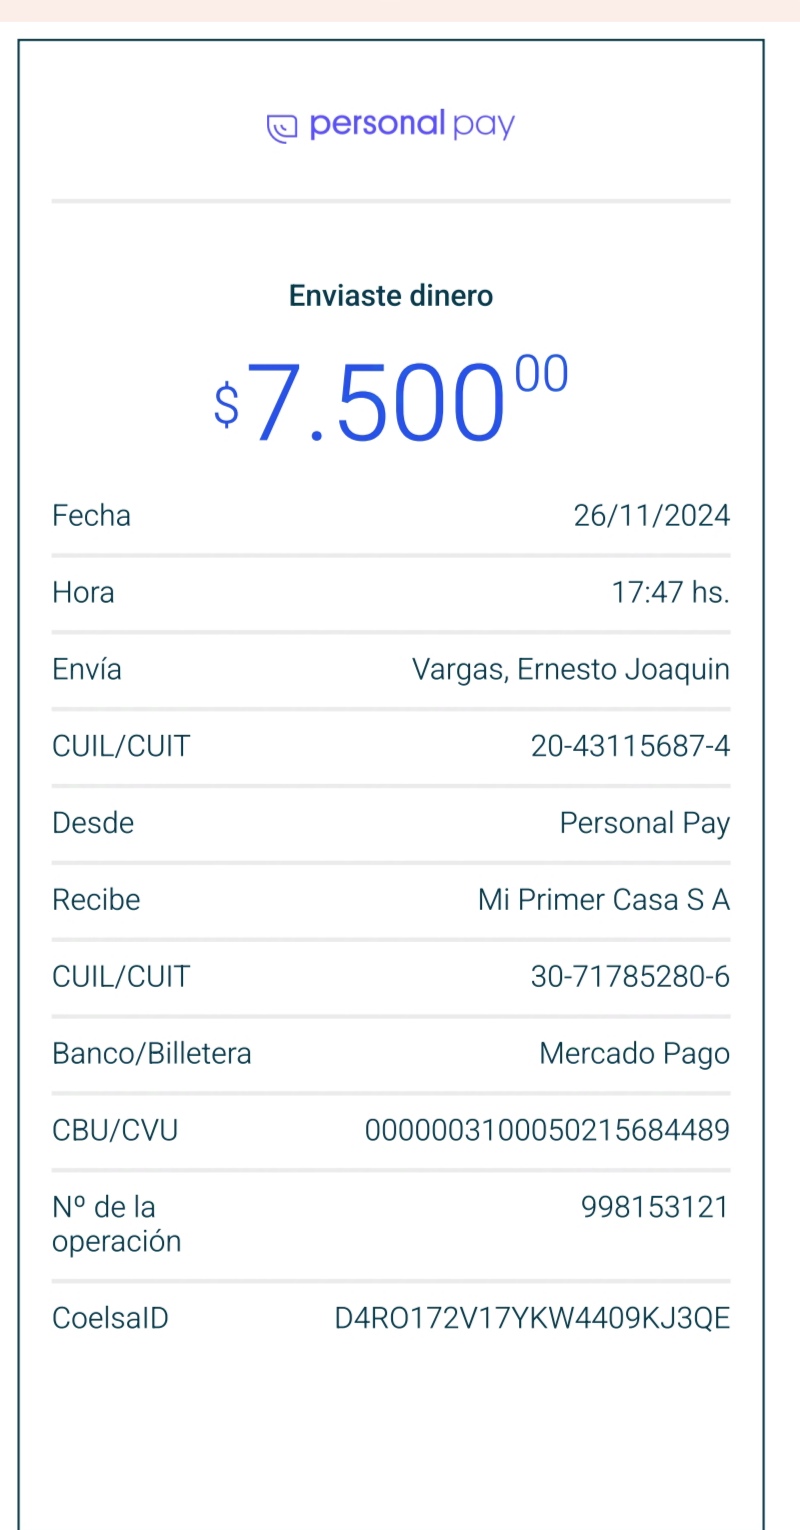 personal pay
Enviaste dinero
$7.500⁰⁰
Fecha 26/11/2024
Hora 17:47 hs.
Envía Vargas, Ernesto Joaquin
CUIL/CUIT 20-43115687-4
Desde Personal Pay
Recibe Mi Primer Casa S A
CUIL/CUIT 30-71785280-6
Banco/Billetera Mercado Pago
CBU/CVU 0000003100050215684489
Nº de la 998153121
operación
CoelsaID D4RO172V17YKW4409KJ3QE